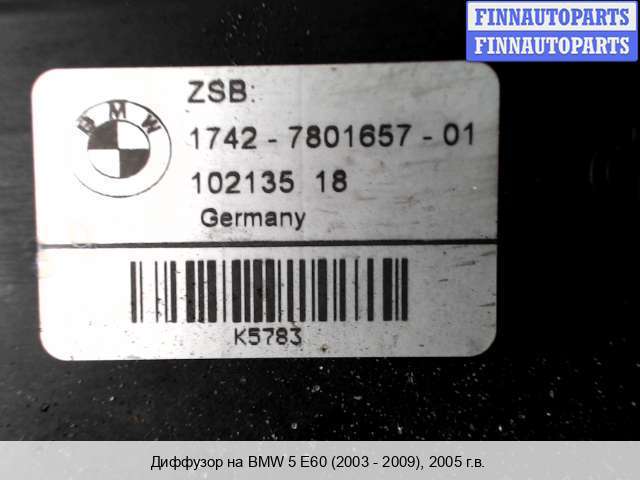 FINNAUTOPARTS
FINNAUTOPARTS
BMW
ZSB:
1742 - 7801657 - 01
102135 18
Germany
K5783
Диффузор на BMW 5 E60 (2003 - 2009), 2005 г.в.